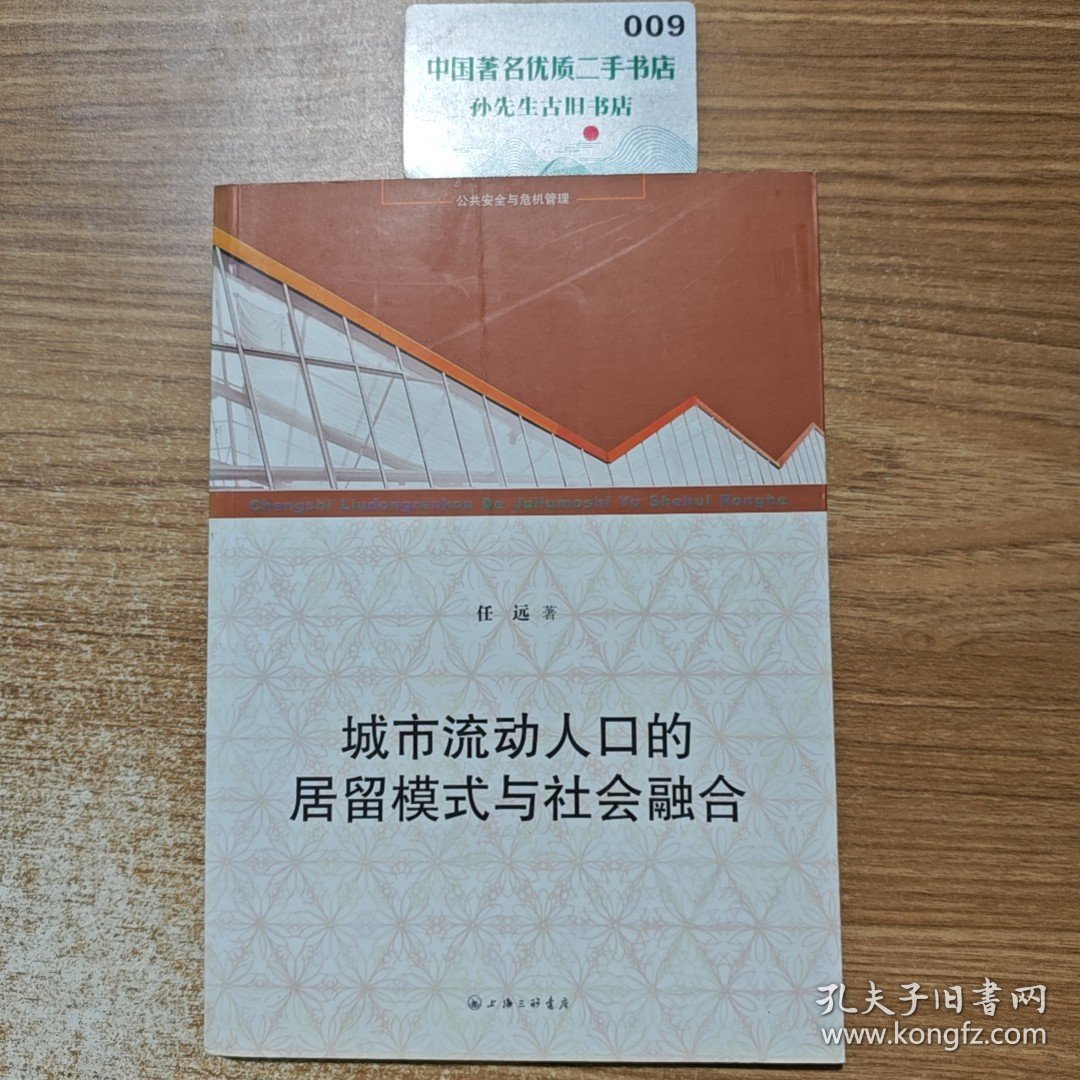 009
中国著名优质二手书店
孙先生古旧书店
公共安全与危机管理
Chengshi Liudongrenkou De Juliumoshi Yu Shehui Ronghe
任 远 著
城市流动人口的
居留模式与社会融合
上海三联书店
孔夫子旧書网
www.kongfz.com